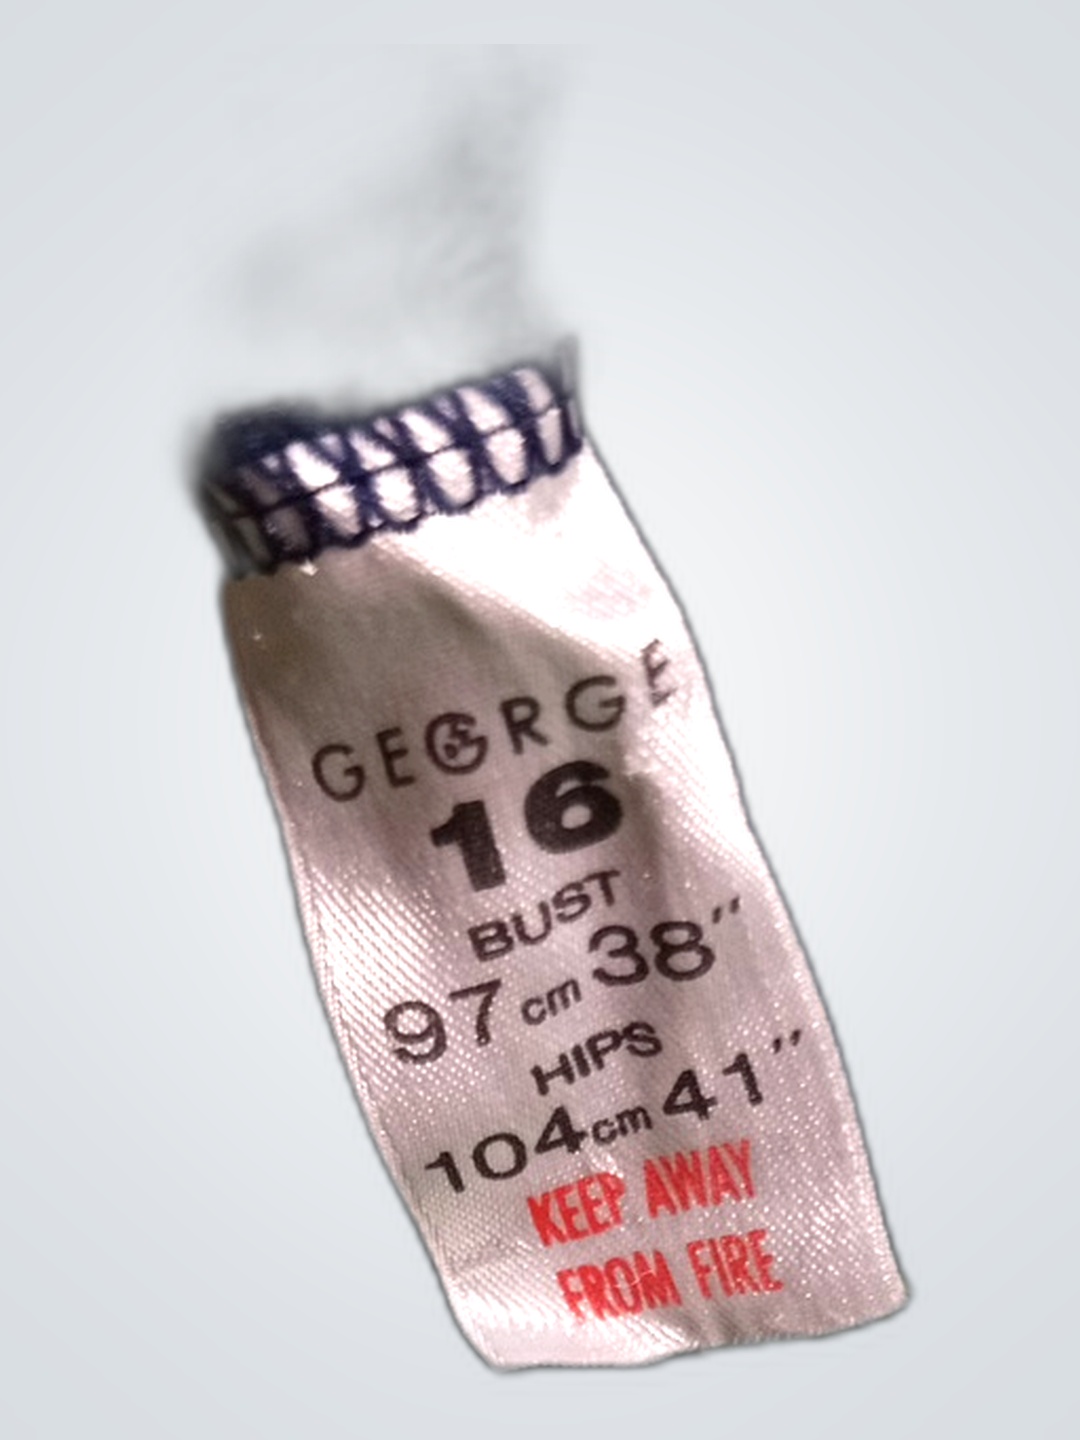 GEORGE
16
BUST
97cm 38"
HIPS
104cm 41"
KEEP AWAY
FROM FIRE